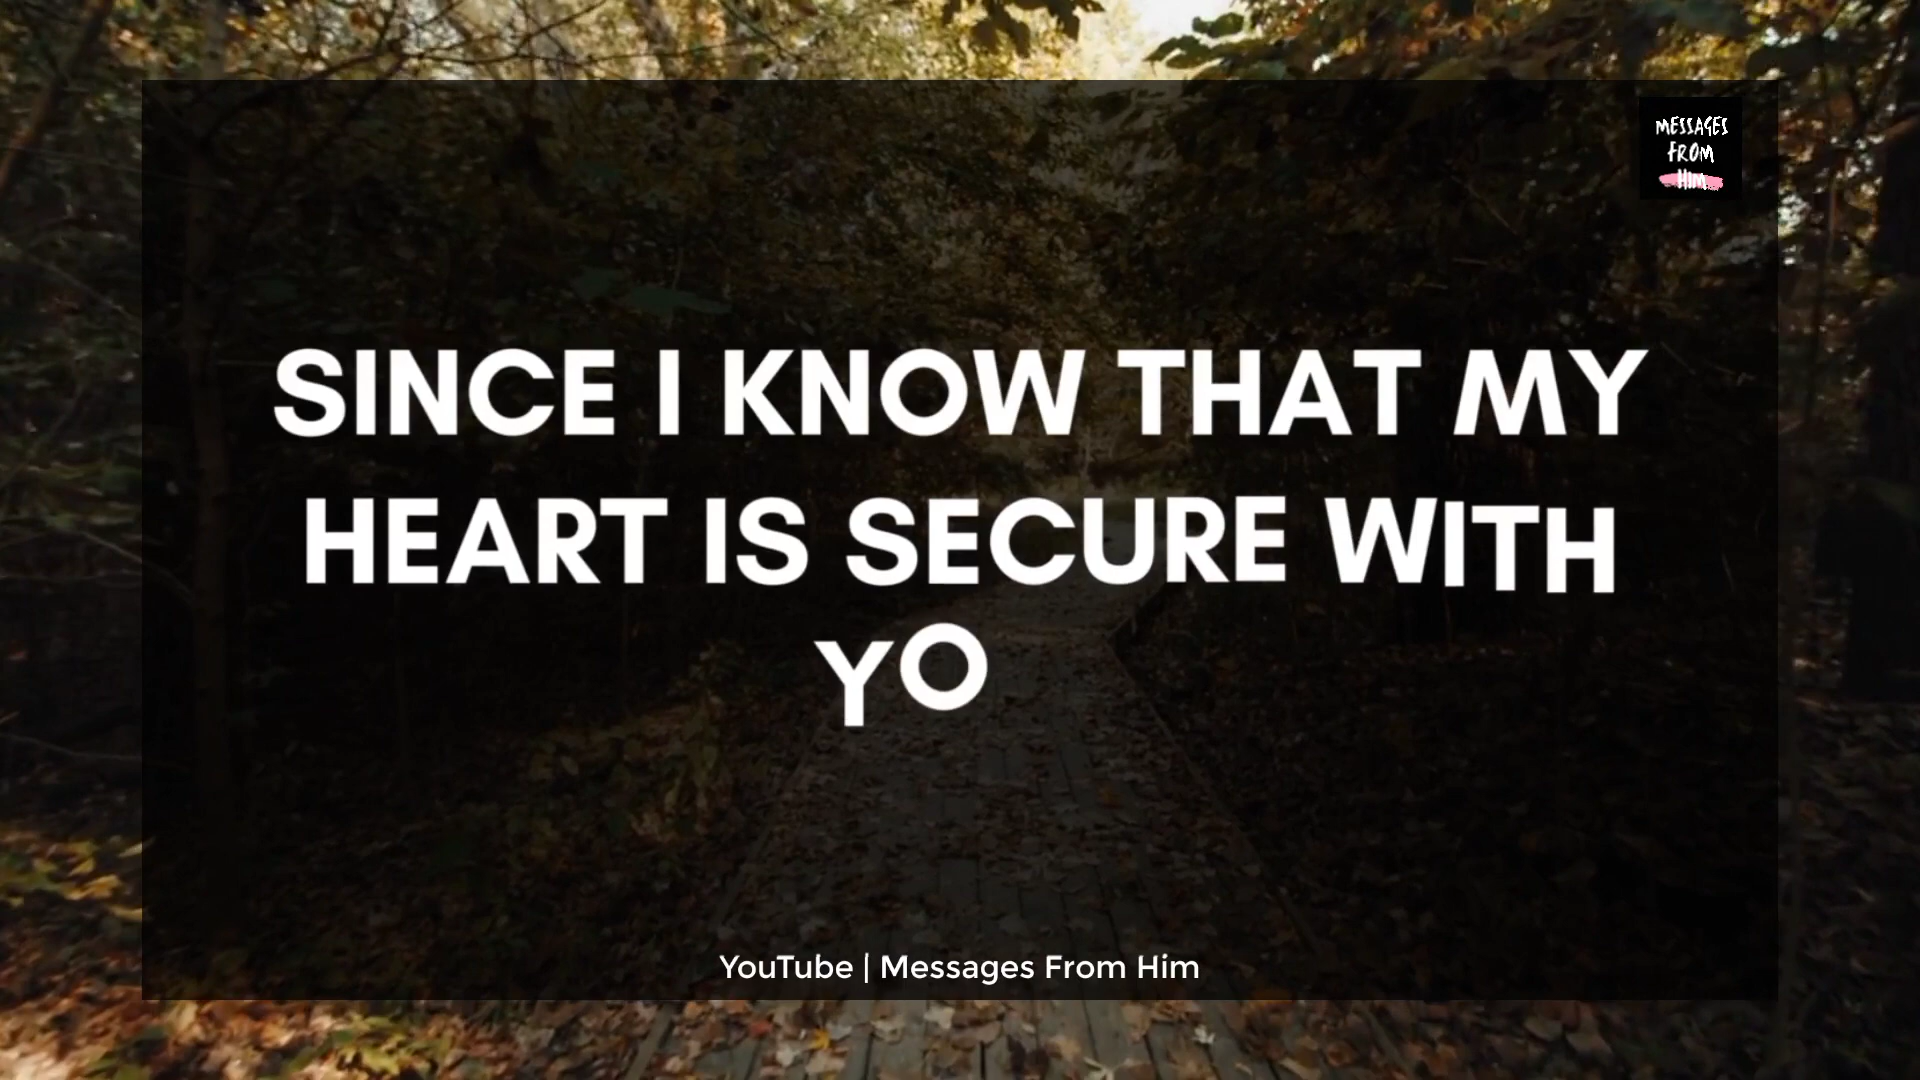 MESSAGES
FROM
HIM
SINCE I KNOW THAT MY
HEART IS SECURE WITH
YO
YouTube | Messages From Him